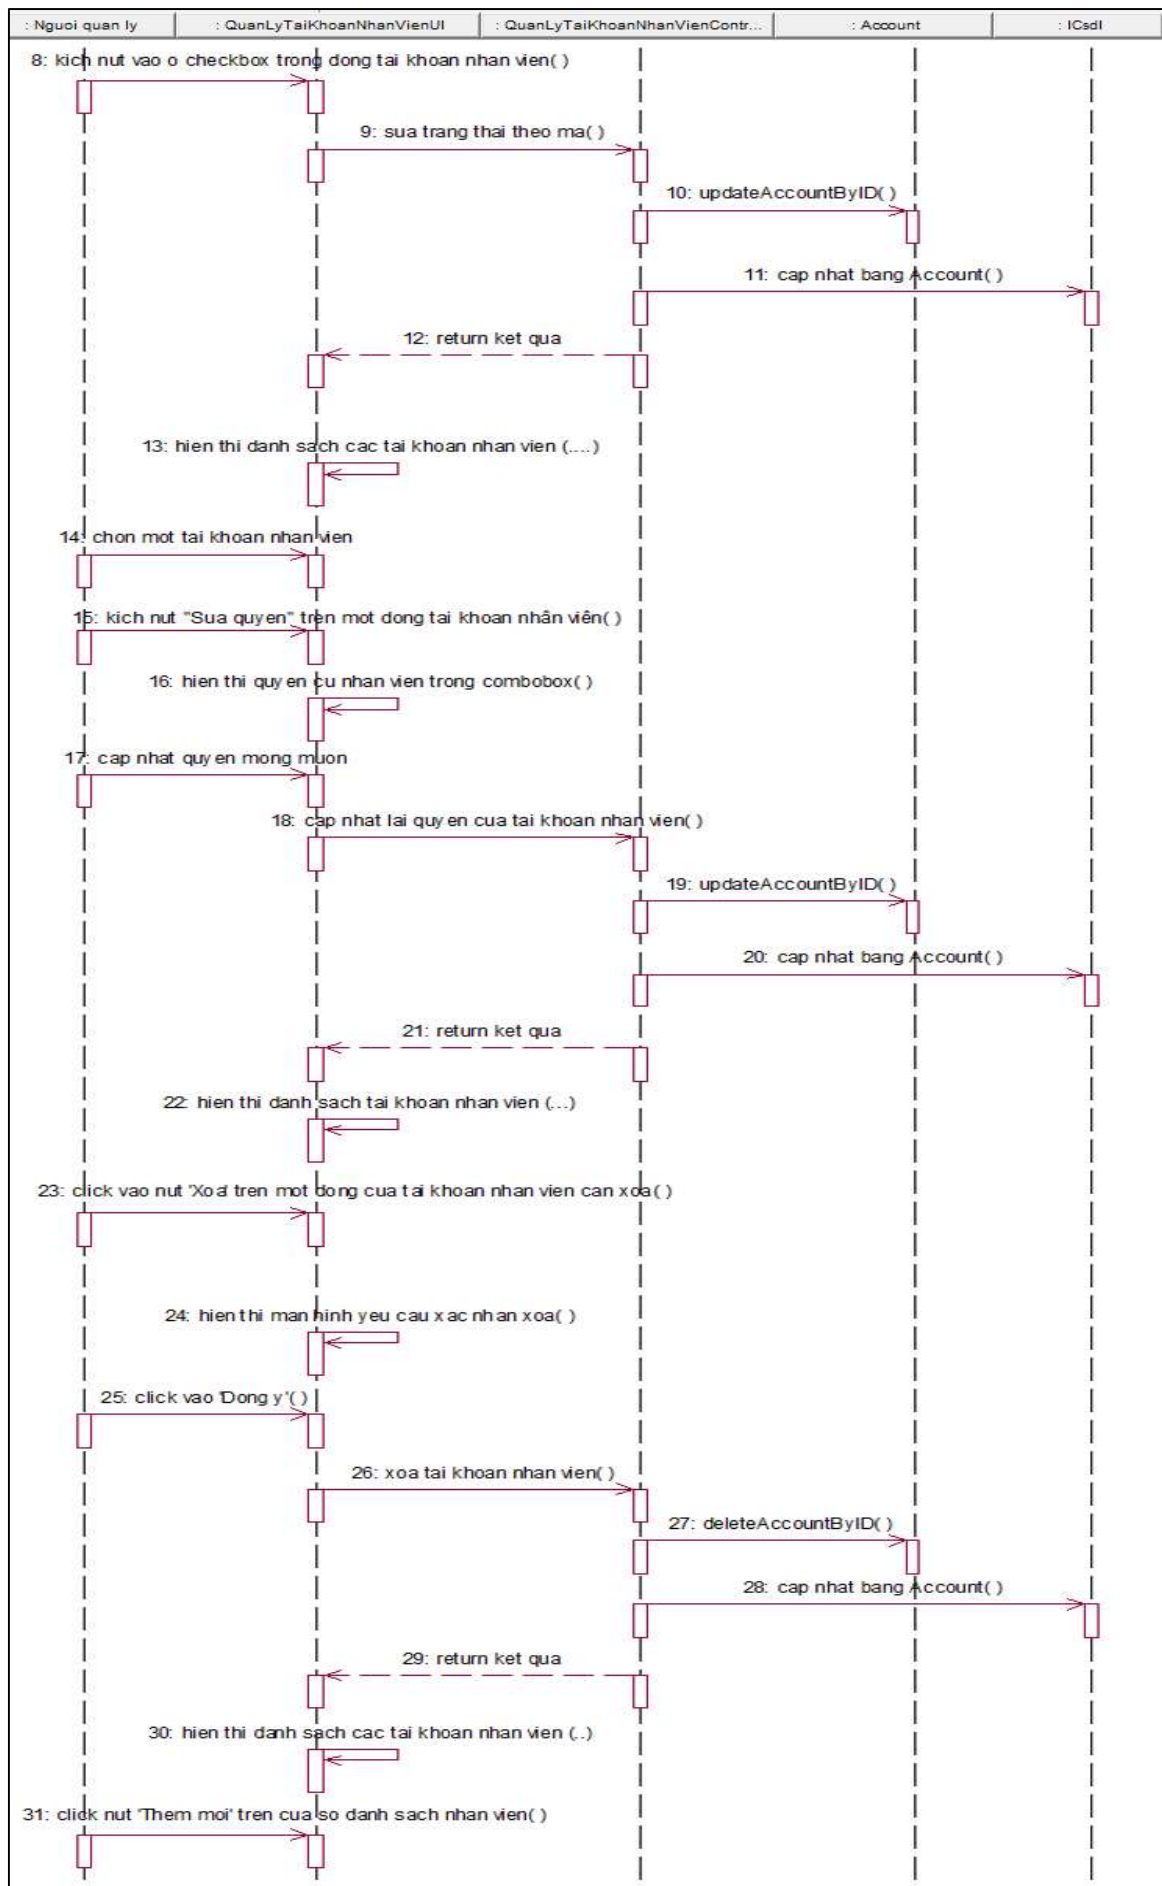 : Nguoi quan ly : QuanLyTaiKhoanNhanVienUI : QuanLyTaiKhoanNhanVienContr... : Account : ICsdl
8: kich nut vao o checkbox trong dong tai khoan nhan vien( )
9: sua trang thai theo ma( )
10: updateAccountByID( )
11: cap nhat bang Account( )
12: return ket qua
13: hien thi danh sach cac tai khoan nhan vien (....)
14: chon mot tai khoan nhan vien
15: kich nut "Sua quyen" tren mot dong tai khoan nhân viên( )
16: hien thi quyen cu nhan vien trong combobox( )
17: cap nhat quyen mong muon
18: cap nhat lai quyen cua tai khoan nhan vien( )
19: updateAccountByID( )
20: cap nhat bang Account( )
21: return ket qua
22: hien thi danh sach tai khoan nhan vien (...)
23: click vao nut 'Xoa' tren mot dong cua tai khoan nhan vien can xoa( )
24: hien thi man hinh yeu cau xac nhan xoa( )
25: click vao 'Dong y'( )
26: xoa tai khoan nhan vien( )
27: deleteAccountByID( )
28: cap nhat bang Account( )
29: return ket qua
30: hien thi danh sach cac tai khoan nhan vien (..)
31: click nut 'Them moi' tren cua so danh sach nhan vien( )